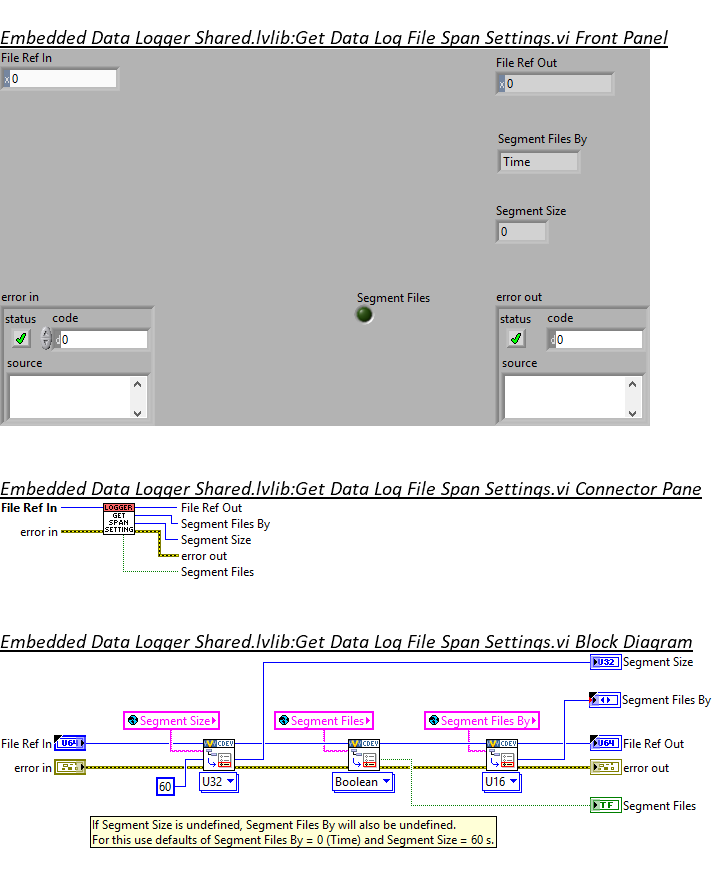 Embedded Data Logger Shared.lvlib:Get Data Log File Span Settings.vi Front Panel
File Ref In
x 0
File Ref Out
x 0
Segment Files By
Time
Segment Size
0
error in
status code
d 0
source
Segment Files
error out
status code
d 0
source
Embedded Data Logger Shared.lvlib:Get Data Log File Span Settings.vi Connector Pane
File Ref In
error in
LOGGER
GET
SPAN
SETTING
File Ref Out
Segment Files By
Segment Size
error out
Segment Files
Embedded Data Logger Shared.lvlib:Get Data Log File Span Settings.vi Block Diagram
U32 Segment Size
Segment Files By
Segment Size
Segment Files
Segment Files By
File Ref In U64
CDEV
CDEV
CDEV
U64 File Ref Out
error in
error out
60
U32
Boolean
U16
TF Segment Files
If Segment Size is undefined, Segment Files By will also be undefined.
For this use defaults of Segment Files By = 0 (Time) and Segment Size = 60 s.